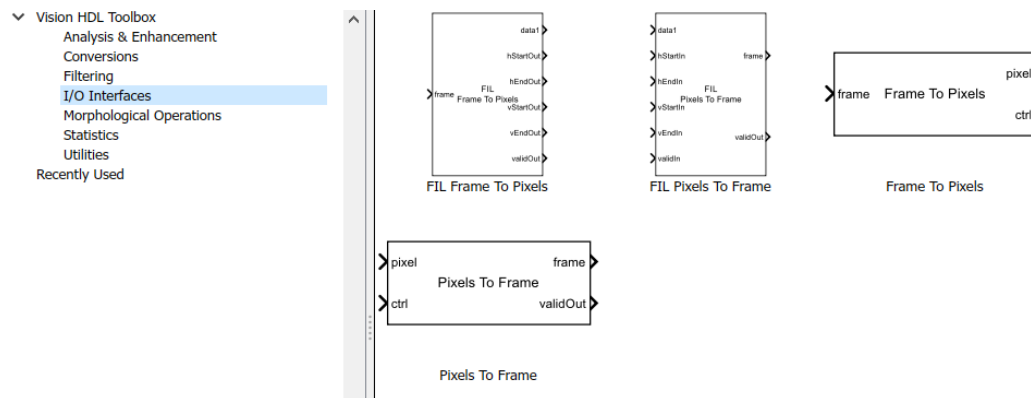 Vision HDL Toolbox
Analysis & Enhancement
Conversions
Filtering
I/O Interfaces
Morphological Operations
Statistics
Utilities
Recently Used
frame
FIL
Frame To Pixels
data1
hStartOut
hEndOut
vStartOut
vEndOut
validOut
FIL Frame To Pixels
data1
hStartIn
hEndIn
vStartIn
vEndIn
validIn
FIL
Pixels To Frame
frame
validOut
FIL Pixels To Frame
frame
Frame To Pixels
pixel
ctrl
Frame To Pixels
pixel
ctrl
Pixels To Frame
frame
validOut
Pixels To Frame